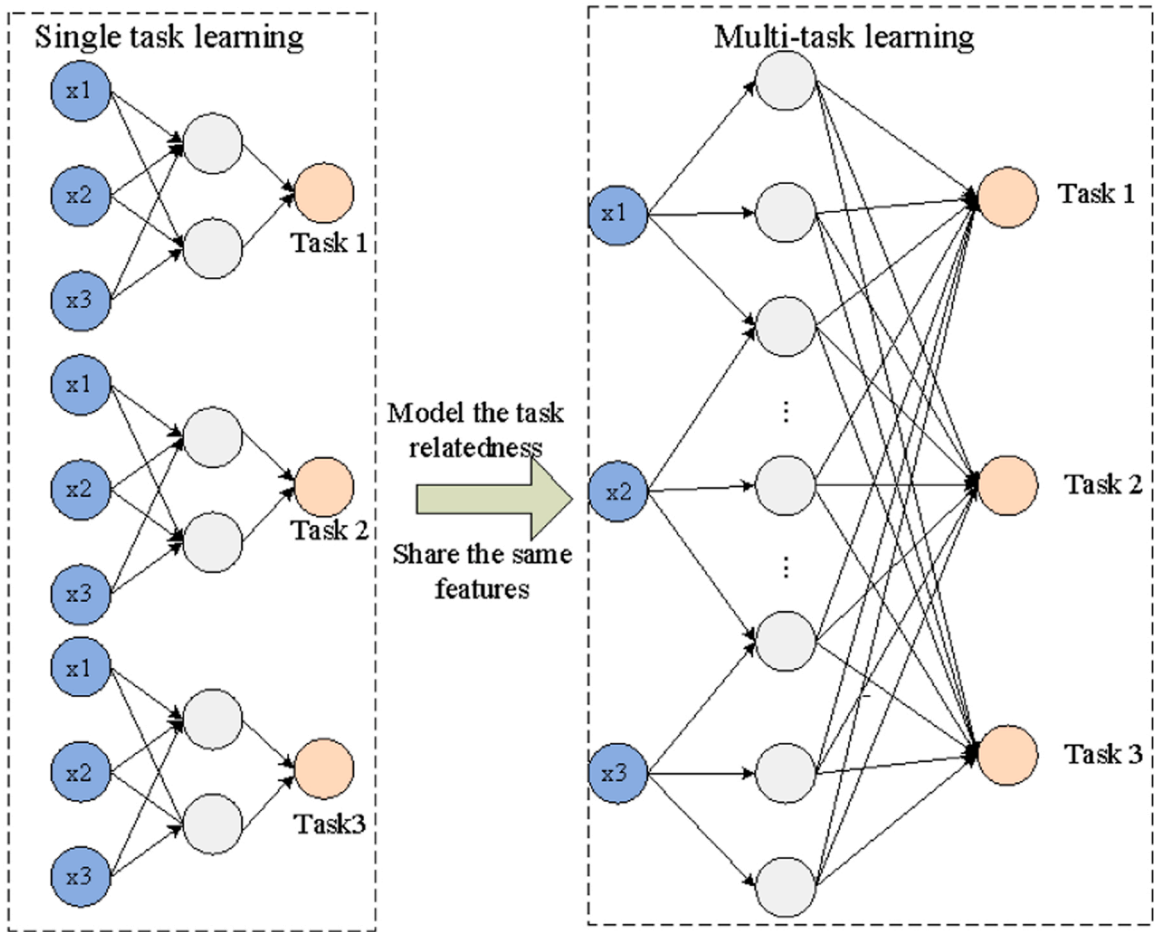 Single task learning
x1
x2
x3
Task 1
x1
x2
x3
Task 2
x1
x2
x3
Task3
Model the task
relatedness
Share the same
features
Multi-task learning
x1
x2
x3
⋮
⋮
Task 1
Task 2
Task 3